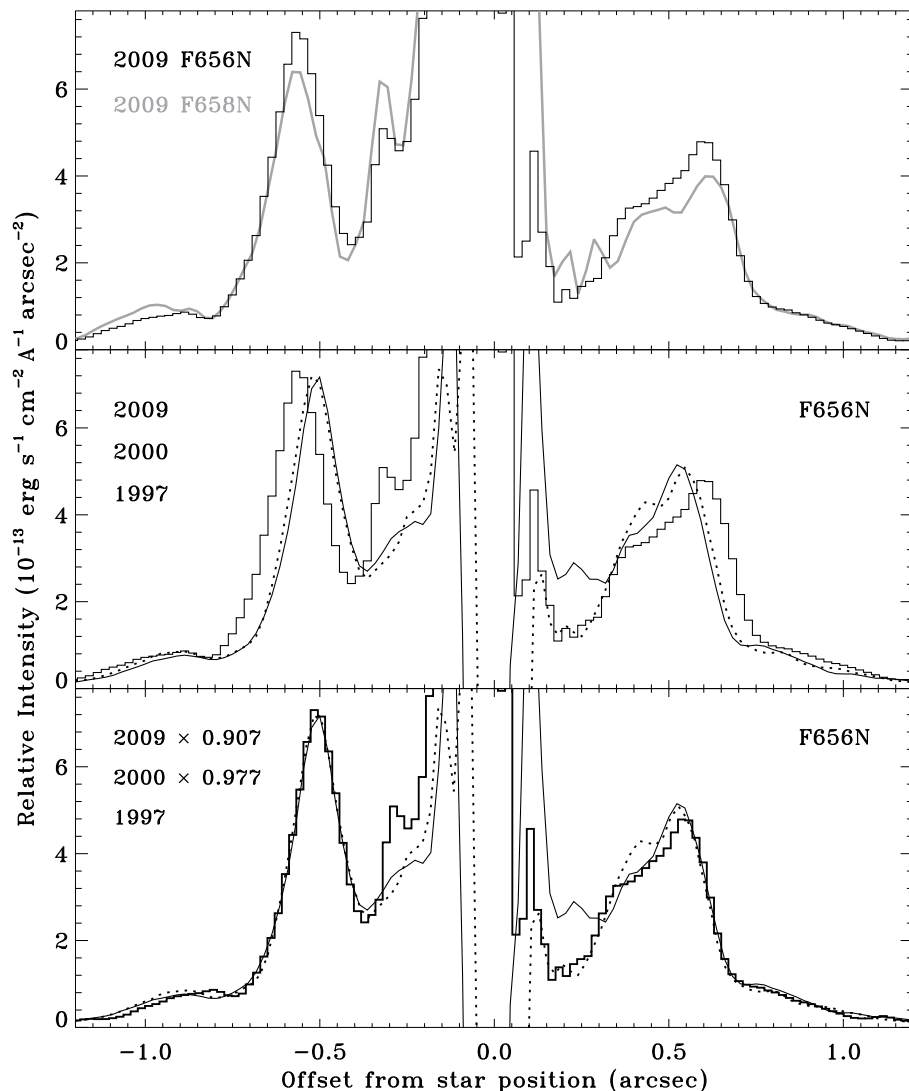 2009 F656N
2009 F658N
6
4
2
0
2009
2000
1997
F656N
6
4
2
0
2009 × 0.907
2000 × 0.977
1997
F656N
6
4
2
0
Relative Intensity (10⁻¹³ erg s⁻¹ cm⁻² A⁻¹ arcsec⁻²)
−1.0 −0.5 0.0 0.5 1.0
Offset from star position (arcsec)